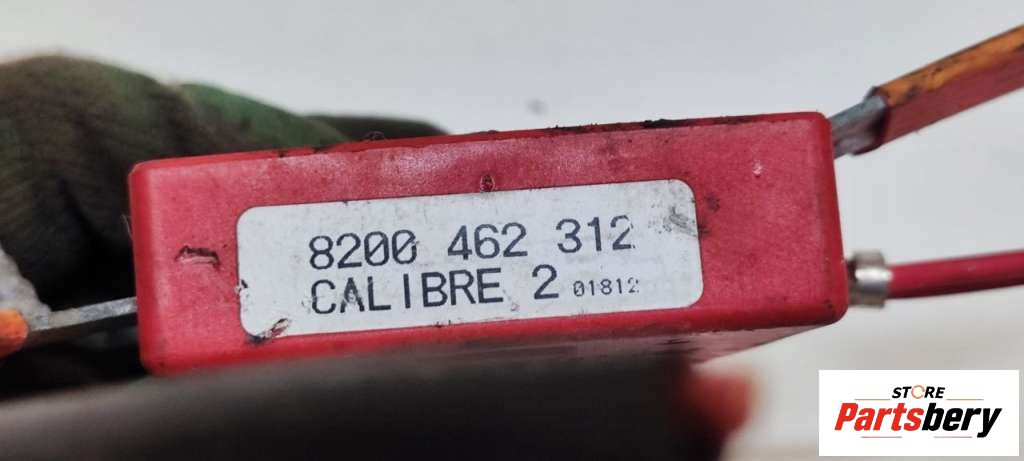 8200 462 312
CALIBRE 2 01812
STORE
Partsbery